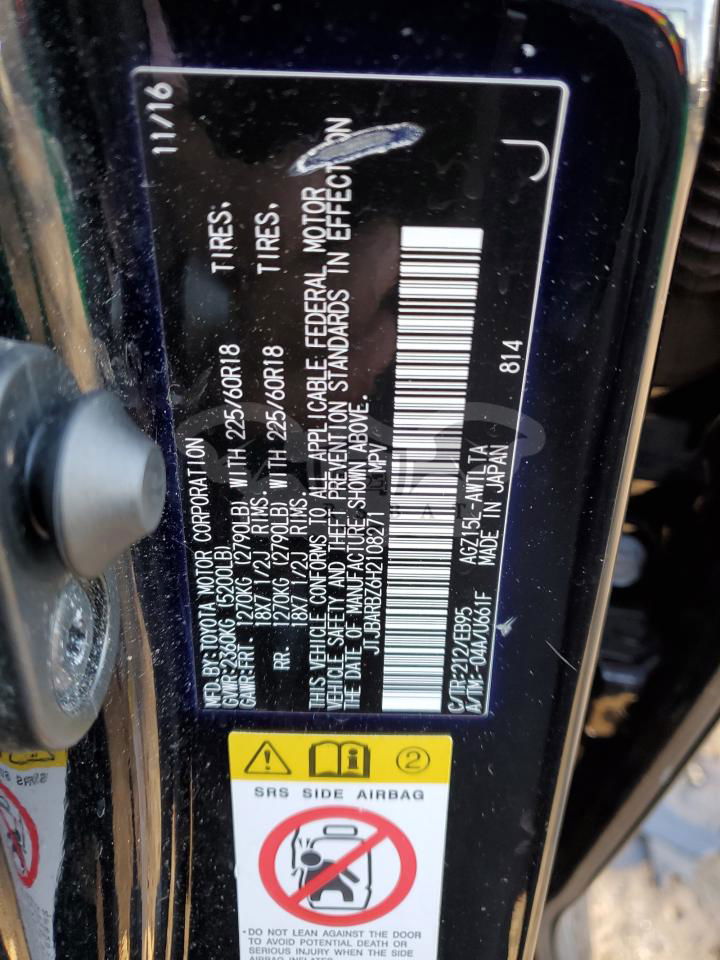 MFD.BY:TOYOTA MOTOR CORPORATION 11/16
GVWR:2360KG (5200LB)
GAWR:FRT. 1270KG (2790LB) WITH 225/60R18 TIRES,
18X7 1/2J RIMS.
RR. 1270KG (2790LB) WITH 225/60R18 TIRES,
18X7 1/2J RIMS.
THIS VEHICLE CONFORMS TO ALL APPLICABLE FEDERAL MOTOR
VEHICLE SAFETY AND THEFT PREVENTION STANDARDS IN EFFECT ON
THE DATE OF MANUFACTURE SHOWN ABOVE.
JTJBARBZ6H2108271 MPV
C/TR:212/EB95 AGZ15L-AWTLTA 814
A/TM:-04A/U661F MADE IN JAPAN J
2
SRS SIDE AIRBAG
• DO NOT LEAN AGAINST THE DOOR
TO AVOID POTENTIAL DEATH OR
SERIOUS INJURY WHEN THE